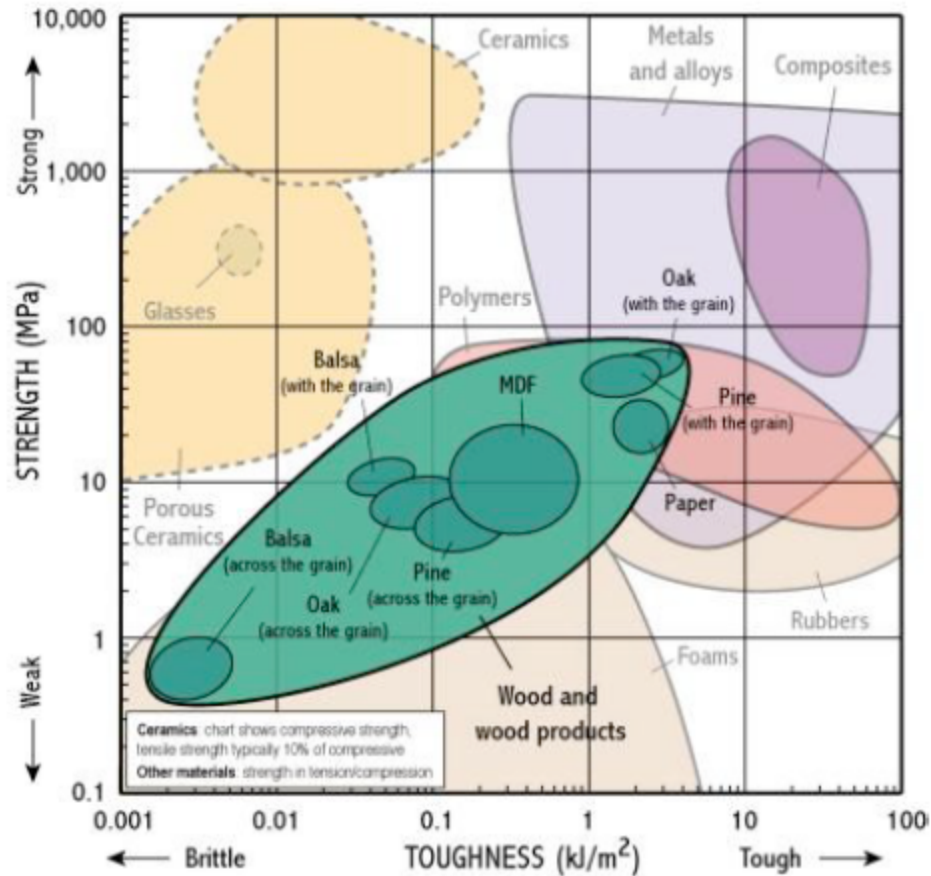 10,000
Ceramics
Metals
and alloys
Composites
Strong
1,000
Glasses
Polymers
Oak
(with the grain)
STRENGTH (MPa)
100
Balsa
(with the grain)
MDF
Pine
(with the grain)
10
Porous
Ceramics
Paper
Balsa
(across the grain)
Pine
(across the grain)
Oak
(across the grain)
Rubbers
1
Foams
Weak
Wood and
wood products
Ceramics: chart shows compressive strength,
tensile strength typically 10% of compressive
Other materials: strength in tension/compression
0.1
0.001
0.01
0.1
1
10
100
Brittle
TOUGHNESS (kJ/m²)
Tough